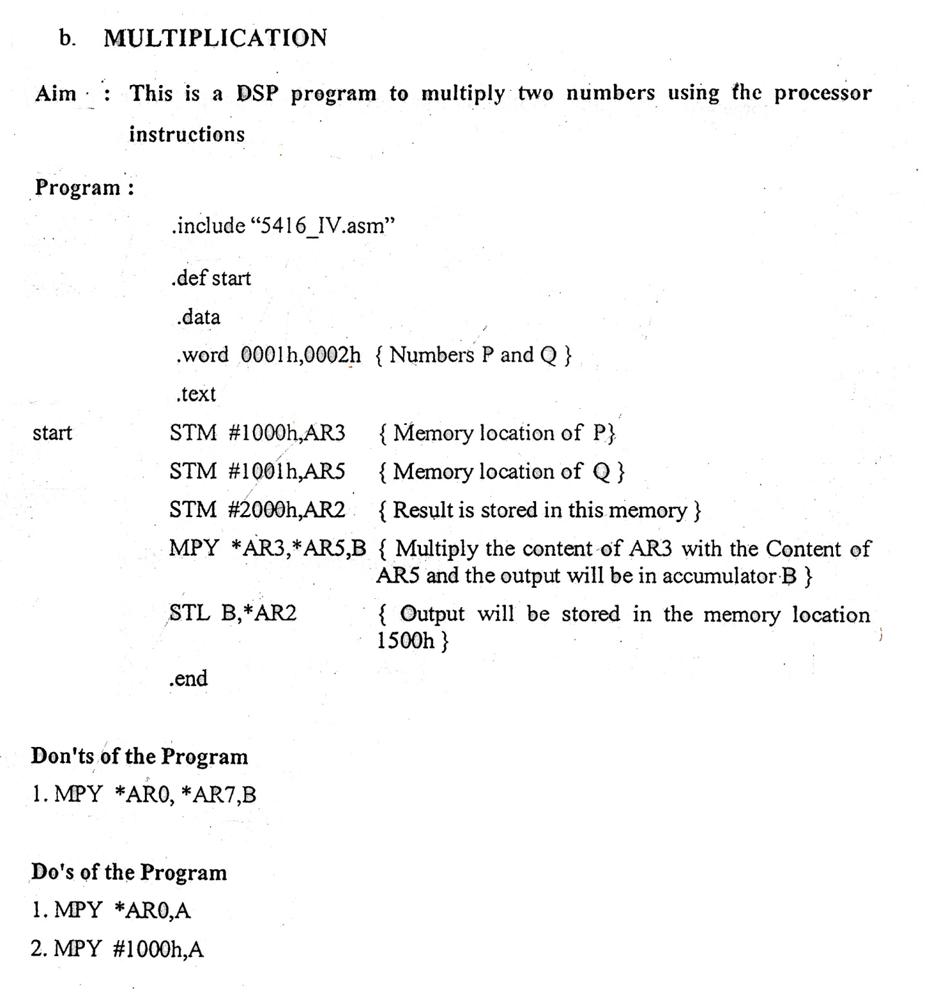 b. MULTIPLICATION
Aim : This is a DSP program to multiply two numbers using the processor
instructions
Program :
.include “5416_IV.asm”
.def start
.data
.word 0001h,0002h { Numbers P and Q }
.text
start STM #1000h,AR3 { Memory location of P}
STM #1001h,AR5 { Memory location of Q }
STM #2000h,AR2 { Result is stored in this memory }
MPY *AR3,*AR5,B { Multiply the content of AR3 with the Content of
AR5 and the output will be in accumulator B }
STL B,*AR2 { Output will be stored in the memory location
1500h }
.end
Don'ts of the Program
1. MPY *AR0, *AR7,B
Do's of the Program
1. MPY *AR0,A
2. MPY #1000h,A